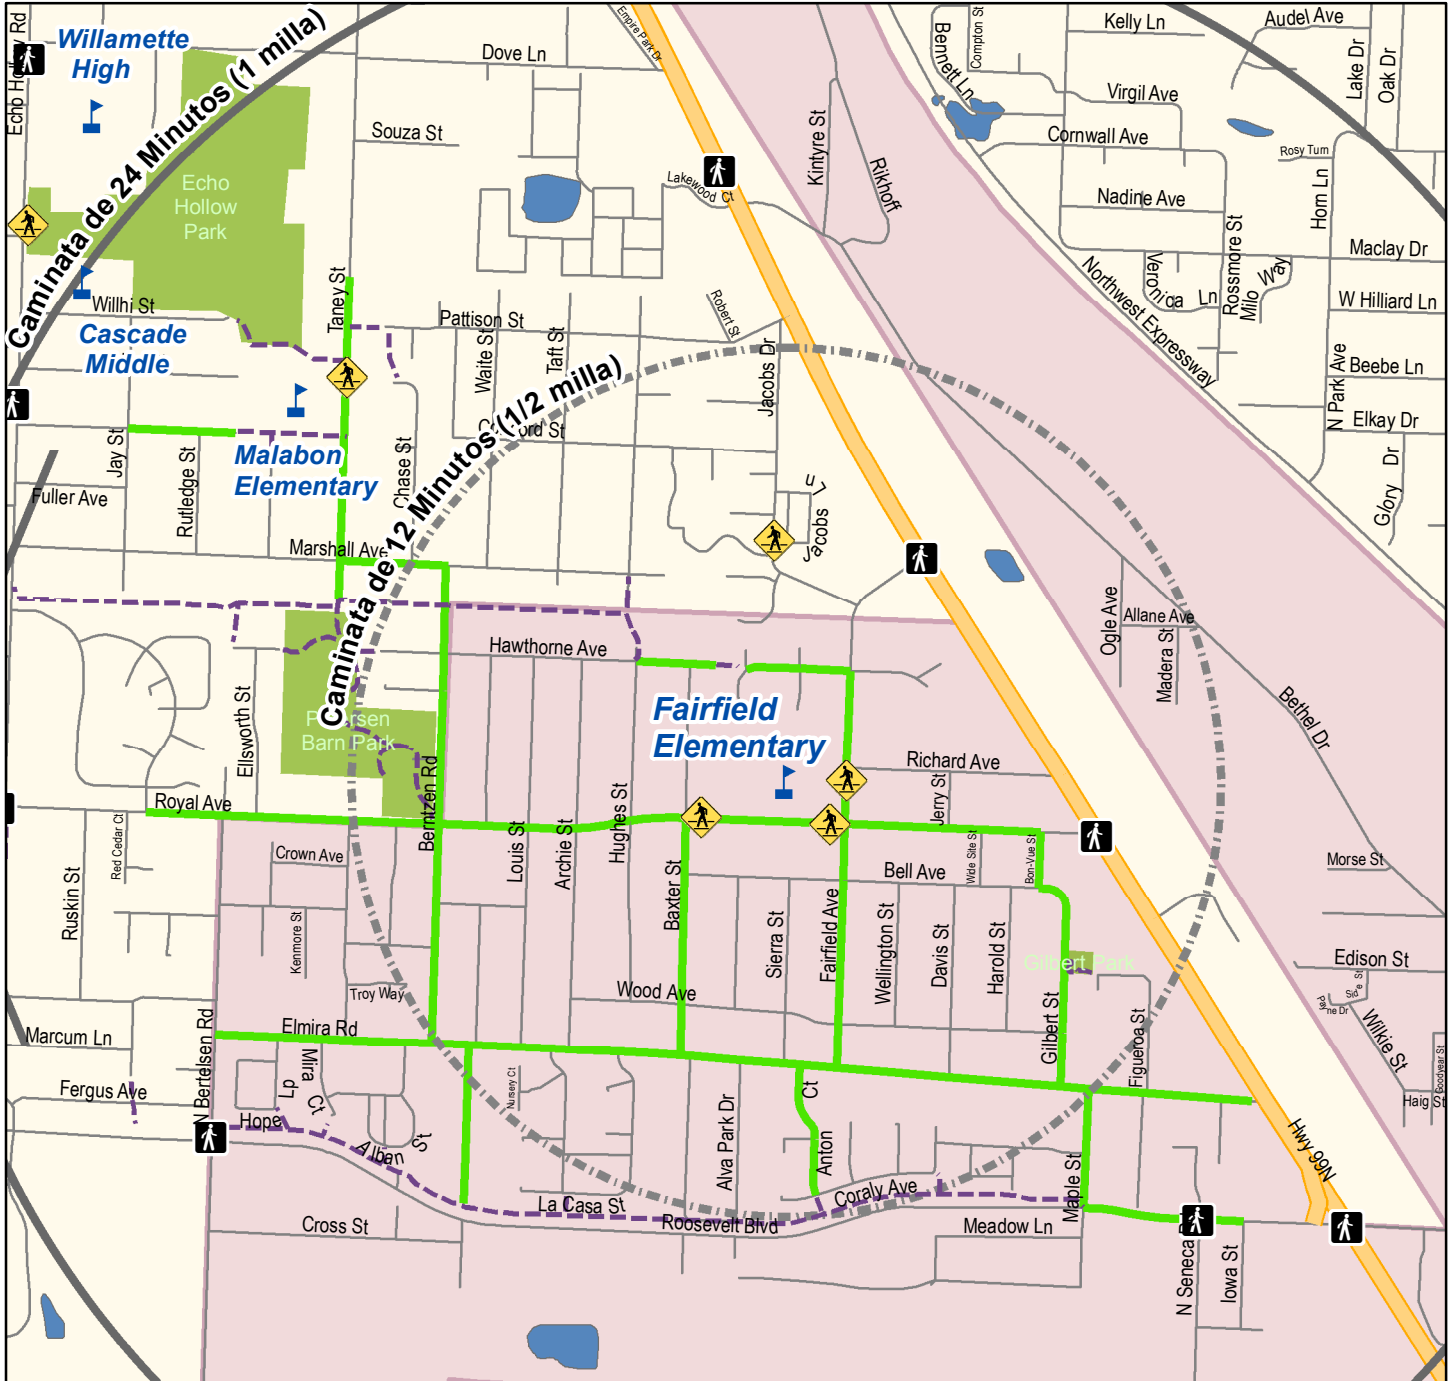 Echo Hollow Rd
Willamette
High
Caminata de 24 Minutos (1 milla)
Echo
Hollow
Park
Dove Ln
Souza St
Empire Park Dr
Lakewood Ct
Kintyre St
Rikhoff
Bennett Ln
Compton St
Kelly Ln
Audel Ave
Lake Dr
Oak Dr
Virgil Ave
Cornwall Ave
Rosy Turn
Nadine Ave
Horn Ln
Maclay Dr
Veronica Ln
Rossmore St
Milo Way
W Hilliard Ln
Northwest Expressway
N Park Ave
Beebe Ln
Elkay Dr
Glory Dr
Willhi St
Cascade
Middle
Taney St
Pattison St
Waite St
Taft St
Robert St
Jacobs Dr
Caminata de 12 Minutos (1/2 milla)
Malabon
Elementary
Jay St
Rutledge St
Fuller Ave
Chase St
Marshall Ave
Jacobs Ln
Ogle Ave
Allane Ave
Madera St
Bethel Dr
Hawthorne Ave
Fairfield
Elementary
Ellsworth St
Barn Park
Royal Ave
Berntzen Rd
Richard Ave
Jerry St
Red Cedar Ct
Crown Ave
Louis St
Archie St
Hughes St
Baxter St
Bell Ave
Wide Site St
Bon-Vue St
Morse St
Ruskin St
Kenmore St
Sierra St
Fairfield Ave
Wellington St
Davis St
Harold St
Gilbert Park
Edison St
Troy Way
Wood Ave
Payne Dr
Side St
Wilkie St
Marcum Ln
N Bertelsen Rd
Elmira Rd
Gilbert St
Figueroa St
Goodyear St
Haig St
Fergus Ave
Mira Ct
Hope Lp
Alban St
Nursery Ct
Alva Park Dr
Anton Ct
Maple St
Hwy 99N
La Casa St
Coraly Ave
Cross St
Roosevelt Blvd
Meadow Ln
N Seneca
Iowa St